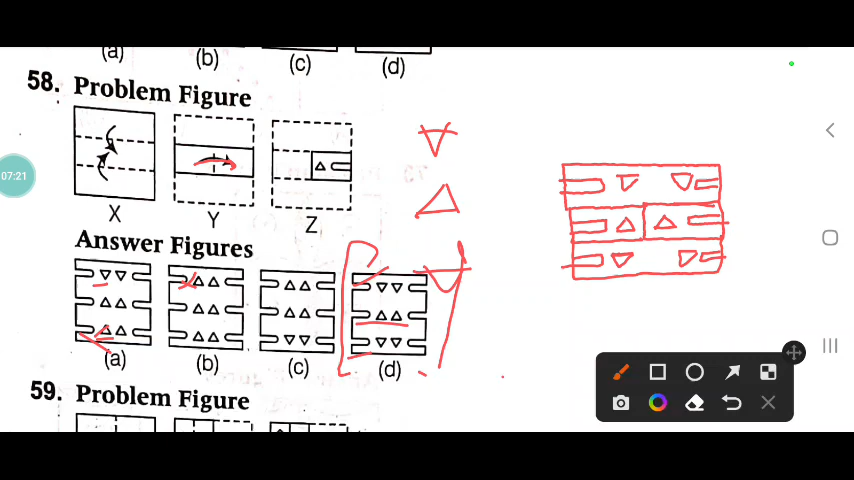 (a) (b) (c) (d)
58. Problem Figure
07:21
X Y Z
Answer Figures
(a) (b) (c) (d)
59. Problem Figure